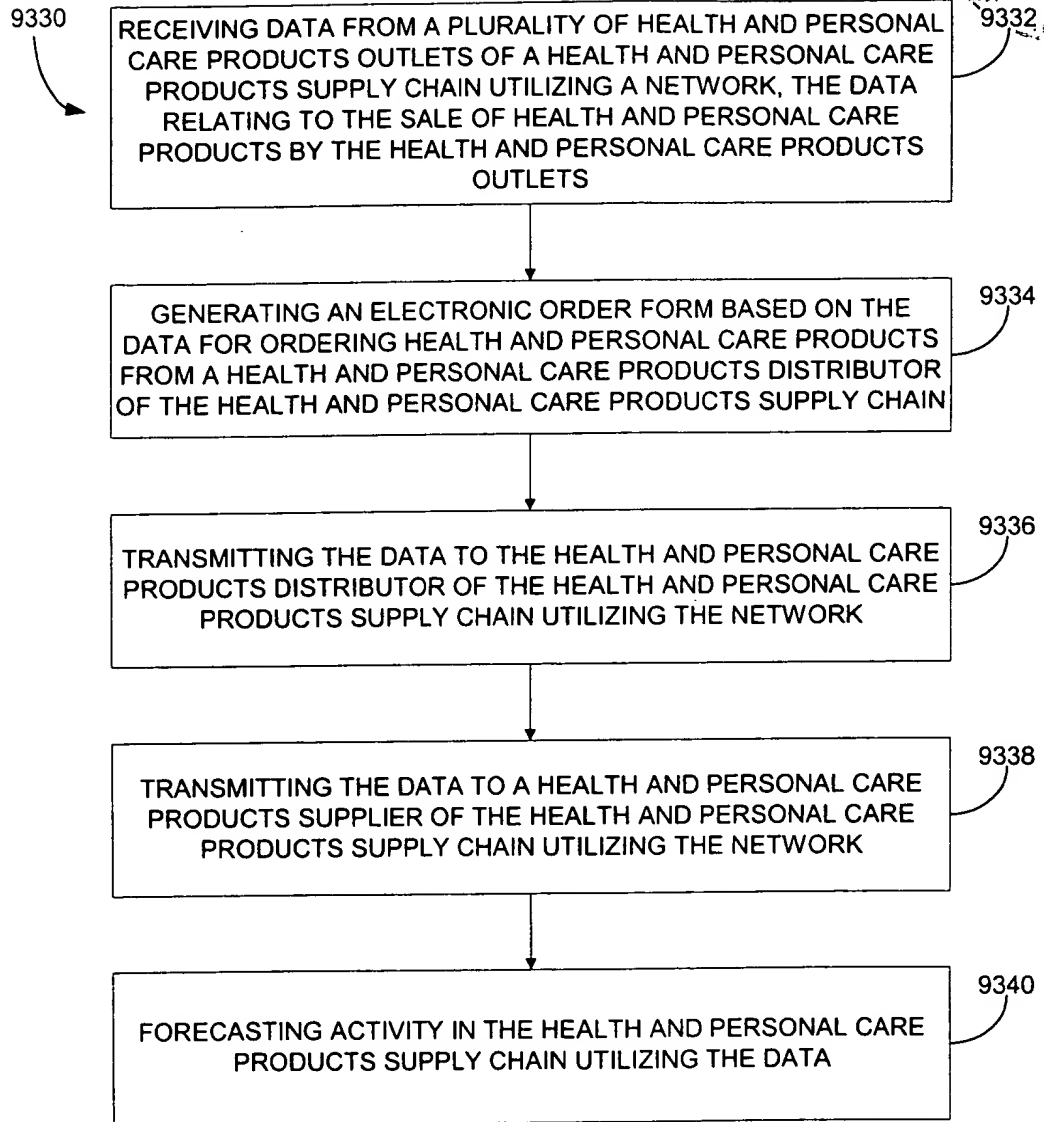 9330
9332
RECEIVING DATA FROM A PLURALITY OF HEALTH AND PERSONAL
CARE PRODUCTS OUTLETS OF A HEALTH AND PERSONAL CARE
PRODUCTS SUPPLY CHAIN UTILIZING A NETWORK, THE DATA
RELATING TO THE SALE OF HEALTH AND PERSONAL CARE
PRODUCTS BY THE HEALTH AND PERSONAL CARE PRODUCTS
OUTLETS
9334
GENERATING AN ELECTRONIC ORDER FORM BASED ON THE
DATA FOR ORDERING HEALTH AND PERSONAL CARE PRODUCTS
FROM A HEALTH AND PERSONAL CARE PRODUCTS DISTRIBUTOR
OF THE HEALTH AND PERSONAL CARE PRODUCTS SUPPLY CHAIN
9336
TRANSMITTING THE DATA TO THE HEALTH AND PERSONAL CARE
PRODUCTS DISTRIBUTOR OF THE HEALTH AND PERSONAL CARE
PRODUCTS SUPPLY CHAIN UTILIZING THE NETWORK
9338
TRANSMITTING THE DATA TO A HEALTH AND PERSONAL CARE
PRODUCTS SUPPLIER OF THE HEALTH AND PERSONAL CARE
PRODUCTS SUPPLY CHAIN UTILIZING THE NETWORK
9340
FORECASTING ACTIVITY IN THE HEALTH AND PERSONAL CARE
PRODUCTS SUPPLY CHAIN UTILIZING THE DATA